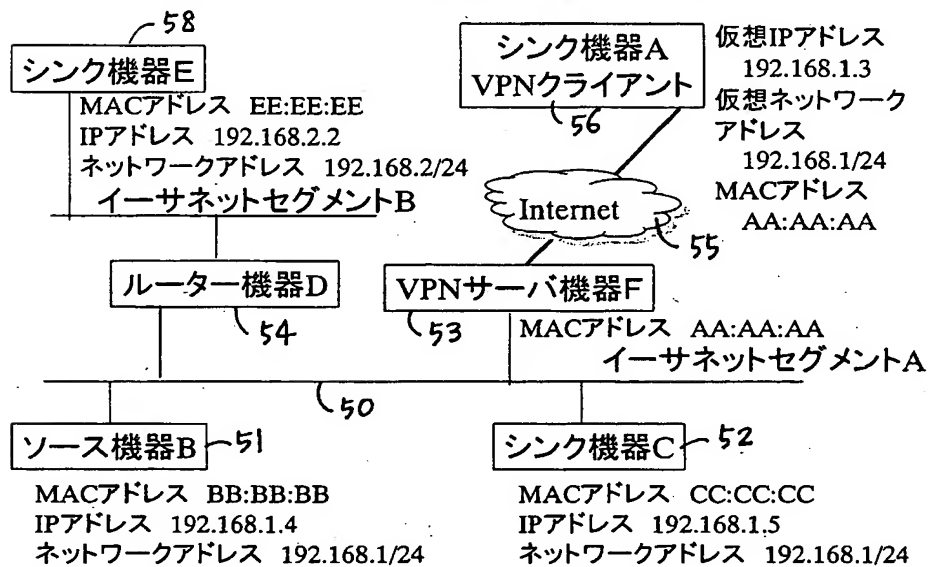 58
シンク機器E
MACアドレス EE:EE:EE
IPアドレス 192.168.2.2
ネットワークアドレス 192.168.2/24
イーサネットセグメントB
シンク機器A
VPNクライアント
56
仮想IPアドレス
192.168.1.3
仮想ネットワーク
アドレス
192.168.1/24
MACアドレス
AA:AA:AA
Internet
55
ルーター機器D
54
VPNサーバ機器F
53
MACアドレス AA:AA:AA
イーサネットセグメントA
50
ソース機器B
51
MACアドレス BB:BB:BB
IPアドレス 192.168.1.4
ネットワークアドレス 192.168.1/24
シンク機器C
52
MACアドレス CC:CC:CC
IPアドレス 192.168.1.5
ネットワークアドレス 192.168.1/24